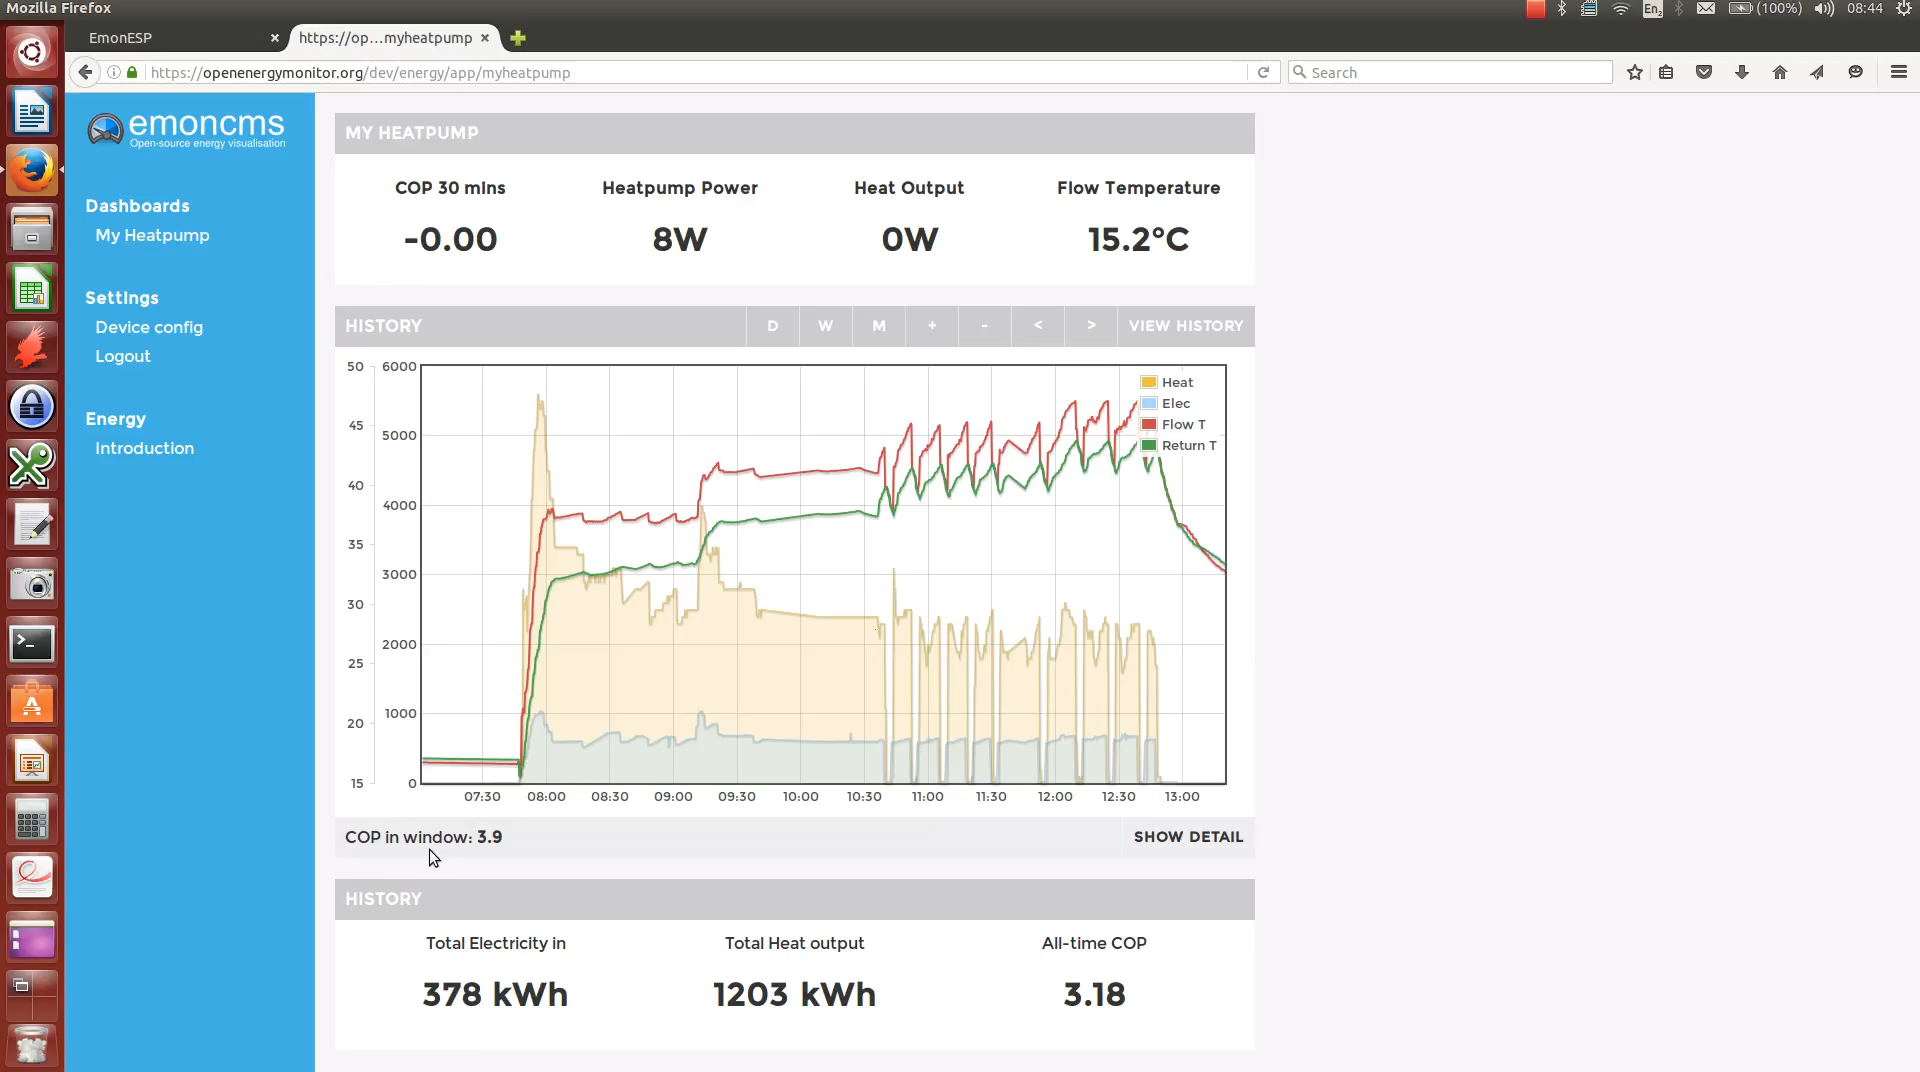 Mozilla Firefox
En2
(100%)
08:44
EmonESP
https://op...myheatpump
https://openenergymonitor.org/dev/energy/app/myheatpump
Search
emoncms
Open-source energy visualisation
Dashboards
My Heatpump
Settings
Device config
Logout
Energy
Introduction
MY HEATPUMP
COP 30 mins Heatpump Power Heat Output Flow Temperature
-0.00 8W 0W 15.2°C
HISTORY D W M + - < > VIEW HISTORY
50 6000
45 5000
40 4000
35 3000
30 2000
25 1000
20 0
15
Heat
Elec
Flow T
Return T
07:30 08:00 08:30 09:00 09:30 10:00 10:30 11:00 11:30 12:00 12:30 13:00
COP in window: 3.9 SHOW DETAIL
HISTORY
Total Electricity in Total Heat output All-time COP
378 kWh 1203 kWh 3.18